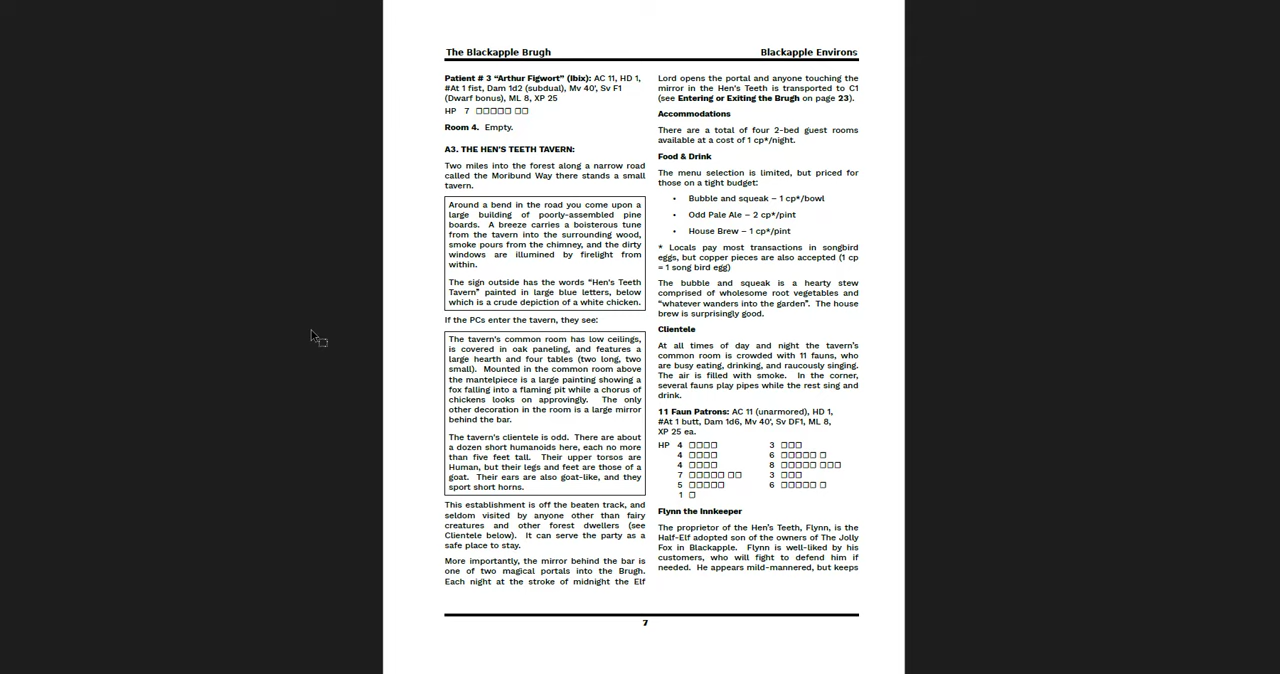 The Blackapple Brugh
Blackapple Environs
Patient # 3 “Arthur Figwort” (Ibix): AC 11, HD 1,
#At 1 fist, Dam 1d2 (subdual), Mv 40', Sv F1
(Dwarf bonus), ML 8, XP 25
HP 7 ❒❒❒❒❒ ❒❒
Room 4. Empty.
A3. THE HEN'S TEETH TAVERN:
Two miles into the forest along a narrow road
called the Moribund Way there stands a small
tavern.
Around a bend in the road you come upon a
large building of poorly-assembled pine
boards. A breeze carries a boisterous tune
from the tavern into the surrounding wood,
smoke pours from the chimney, and the dirty
windows are illumined by firelight from
within.
The sign outside has the words “Hen's Teeth
Tavern” painted in large blue letters, below
which is a crude depiction of a white chicken.
If the PCs enter the tavern, they see:
The tavern's common room has low ceilings,
is covered in oak paneling, and features a
large hearth and four tables (two long, two
small). Mounted in the common room above
the mantelpiece is a large painting showing a
fox falling into a flaming pit while a chorus of
chickens looks on approvingly. The only
other decoration in the room is a large mirror
behind the bar.
The tavern's clientele is odd. There are about
a dozen short humanoids here, each no more
than five feet tall. Their upper torsos are
Human, but their legs and feet are those of a
goat. Their ears are also goat-like, and they
sport short horns.
This establishment is off the beaten track, and
seldom visited by anyone other than fairy
creatures and other forest dwellers (see
Clientele below). It can serve the party as a
safe place to stay.
More importantly, the mirror behind the bar is
one of two magical portals into the Brugh.
Each night at the stroke of midnight the Elf
Lord opens the portal and anyone touching the
mirror in the Hen's Teeth is transported to C1
(see Entering or Exiting the Brugh on page 23).
Accommodations
There are a total of four 2-bed guest rooms
available at a cost of 1 cp*/night.
Food & Drink
The menu selection is limited, but priced for
those on a tight budget:
• Bubble and squeak – 1 cp*/bowl
• Odd Pale Ale – 2 cp*/pint
• House Brew – 1 cp*/pint
* Locals pay most transactions in songbird
eggs, but copper pieces are also accepted (1 cp
= 1 song bird egg)
The bubble and squeak is a hearty stew
comprised of wholesome root vegetables and
“whatever wanders into the garden”. The house
brew is surprisingly good.
Clientele
At all times of day and night the tavern's
common room is crowded with 11 fauns, who
are busy eating, drinking, and raucously singing.
The air is filled with smoke. In the corner,
several fauns play pipes while the rest sing and
drink.
11 Faun Patrons: AC 11 (unarmored), HD 1,
#At 1 butt, Dam 1d6, Mv 40', Sv DF1, ML 8,
XP 25 ea.
HP 4 ❒❒❒❒ 3 ❒❒❒
4 ❒❒❒❒ 6 ❒❒❒❒❒ ❒
4 ❒❒❒❒ 8 ❒❒❒❒❒ ❒❒❒
7 ❒❒❒❒❒ ❒❒ 3 ❒❒❒
5 ❒❒❒❒❒ 6 ❒❒❒❒❒ ❒
1 ❒
Flynn the Innkeeper
The proprietor of the Hen's Teeth, Flynn, is the
Half-Elf adopted son of the owners of The Jolly
Fox in Blackapple. Flynn is well-liked by his
customers, who will fight to defend him if
needed. He appears mild-mannered, but keeps
7